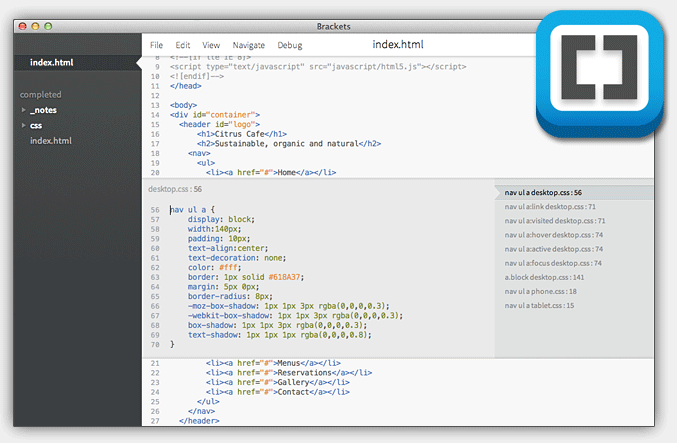 Brackets
File Edit View Navigate Debug index.html
index.html
completed
_notes
css
index.html
8 <!--[if lte IE 8]>
9 <script type="text/javascript" src="javascript/html5.js"></script>
10 <![endif]-->
11 </head>
12
13 <body>
14 <div id="container">
15 <header id="logo">
16 <h1>Citrus Cafe</h1>
17 <h2>Sustainable, organic and natural</h2>
18 <nav>
19 <ul>
20 <li><a href="#">Home</a></li>
desktop.css : 56
56 nav ul a {
57 display: block;
58 width:140px;
59 padding: 10px;
60 text-align:center;
61 text-decoration: none;
62 color: #fff;
63 border: 1px solid #618A37;
64 margin: 5px 0px;
65 border-radius: 8px;
66 -moz-box-shadow: 1px 1px 3px rgba(0,0,0,0.3);
67 -webkit-box-shadow: 1px 1px 3px rgba(0,0,0,0.3);
68 box-shadow: 1px 1px 3px rgba(0,0,0,0.3);
69 text-shadow: 1px 1px 1px rgba(0,0,0,0.8);
70 }
nav ul a desktop.css : 56
nav ul a:link desktop.css : 71
nav ul a:visited desktop.css : 71
nav ul a:hover desktop.css : 74
nav ul a:active desktop.css : 74
nav ul a:focus desktop.css : 74
a.block desktop.css : 141
nav ul a phone.css : 18
nav ul a tablet.css : 15
21 <li><a href="#">Menus</a></li>
22 <li><a href="#">Reservations</a></li>
23 <li><a href="#">Gallery</a></li>
24 <li><a href="#">Contact</a></li>
25 </ul>
26 </nav>
27 </header>